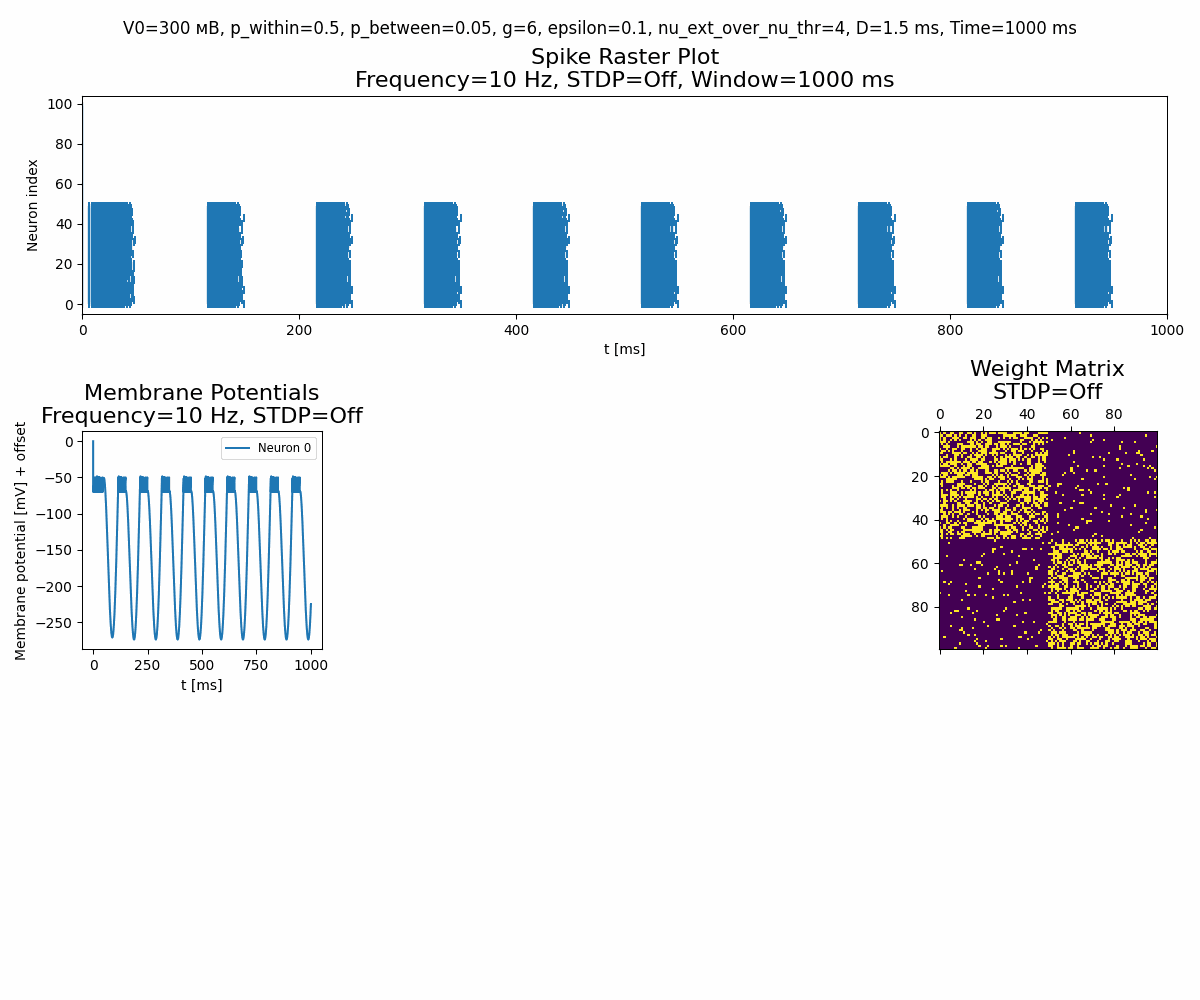 V0=300 мВ, p_within=0.5, p_between=0.05, g=6, epsilon=0.1, nu_ext_over_nu_thr=4, D=1.5 ms, Time=1000 ms
Spike Raster Plot
Frequency=10 Hz, STDP=Off, Window=1000 ms
100
80
60
40
20
0
Neuron index
0 200 400 600 800 1000
t [ms]
Membrane Potentials
Frequency=10 Hz, STDP=Off
0
−50
−100
−150
−200
−250
Membrane potential [mV] + offset
Neuron 0
0 250 500 750 1000
t [ms]
Weight Matrix
STDP=Off
0 20 40 60 80
0
20
40
60
80